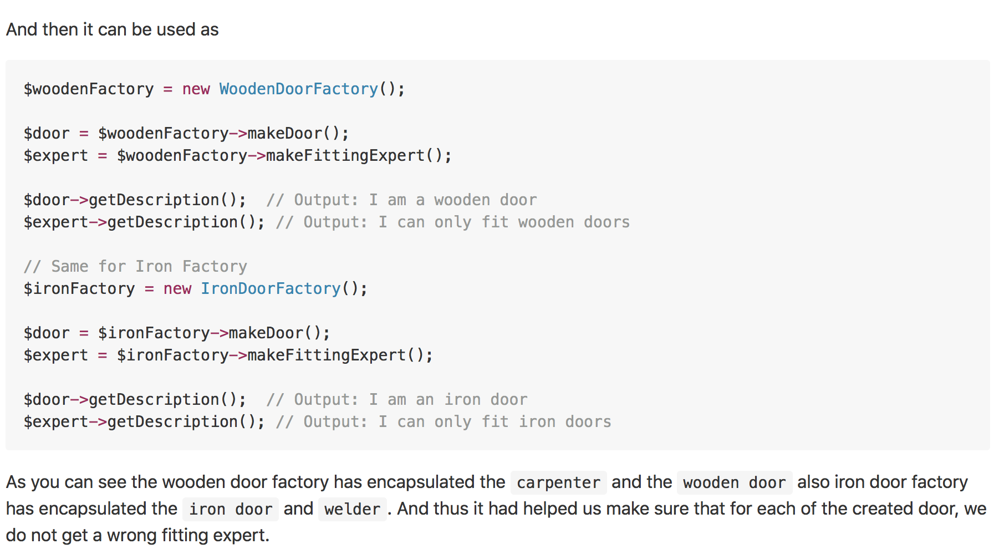 And then it can be used as
$woodenFactory = new WoodenDoorFactory();
$door = $woodenFactory->makeDoor();
$expert = $woodenFactory->makeFittingExpert();
$door->getDescription();  // Output: I am a wooden door
$expert->getDescription(); // Output: I can only fit wooden doors
// Same for Iron Factory
$ironFactory = new IronDoorFactory();
$door = $ironFactory->makeDoor();
$expert = $ironFactory->makeFittingExpert();
$door->getDescription();  // Output: I am an iron door
$expert->getDescription(); // Output: I can only fit iron doors
As you can see the wooden door factory has encapsulated the carpenter and the wooden door also iron door factory
has encapsulated the iron door and welder. And thus it had helped us make sure that for each of the created door, we
do not get a wrong fitting expert.